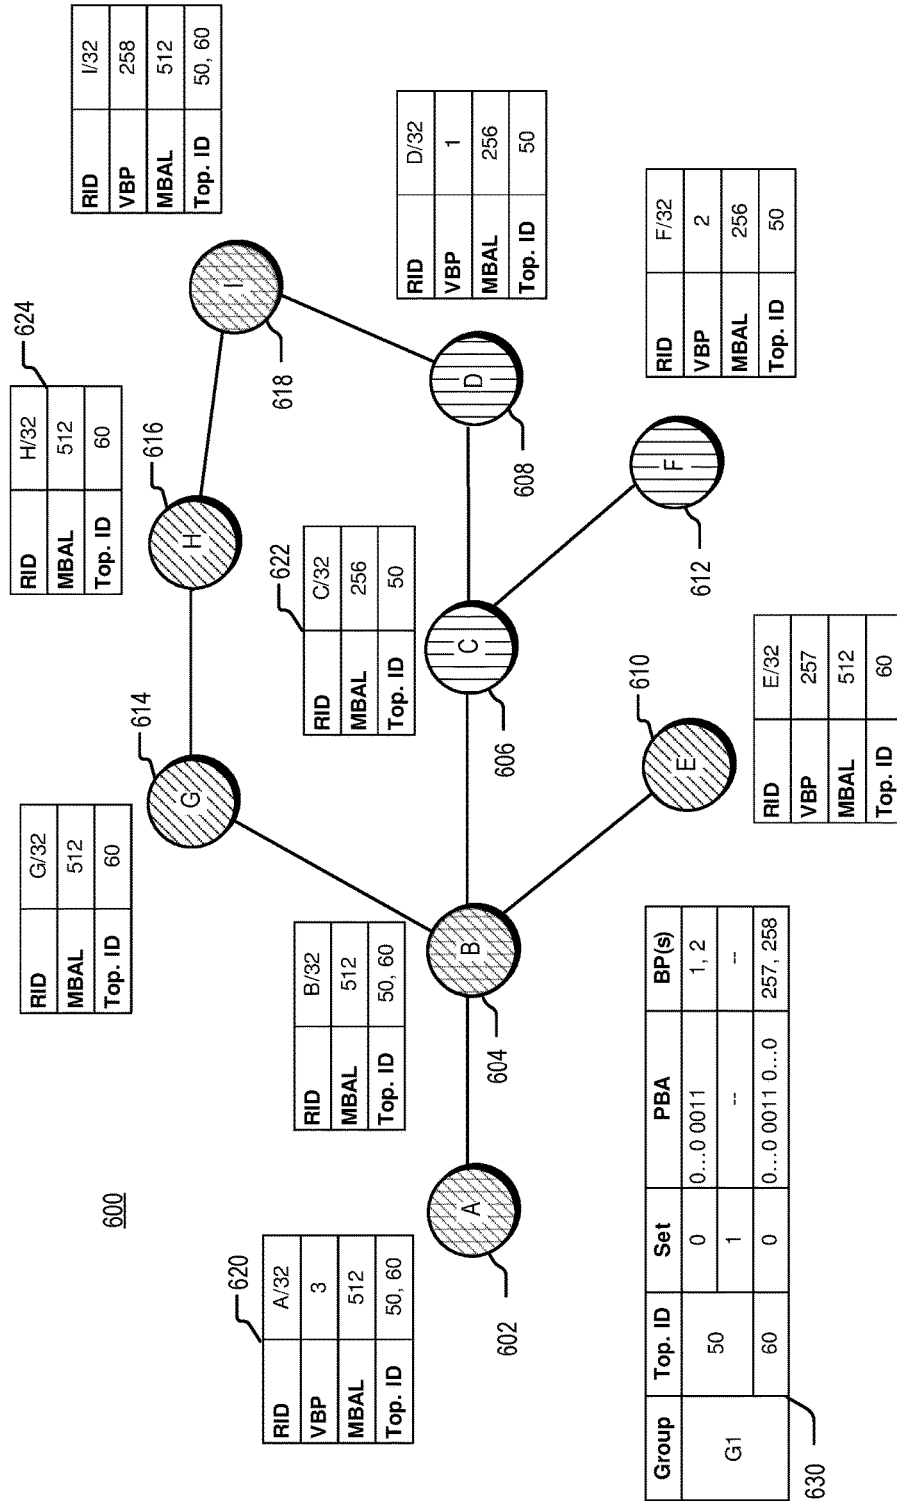 600
620
RID A/32
VBP 3
MBAL 512
Top. ID 50, 60
A
602
RID B/32
MBAL 512
Top. ID 50, 60
B
604
RID G/32
MBAL 512
Top. ID 60
G
614
624
RID H/32
MBAL 512
Top. ID 60
H
616
RID I/32
VBP 258
MBAL 512
Top. ID 50, 60
I
618
622
RID C/32
MBAL 256
Top. ID 50
C
606
RID D/32
VBP 1
MBAL 256
Top. ID 50
D
608
E
610
RID E/32
VBP 257
MBAL 512
Top. ID 60
F
612
RID F/32
VBP 2
MBAL 256
Top. ID 50
Group Top. ID Set PBA BP(s)
G1 50 0 0...0 0011 1, 2
1 -- --
60 0 0...0 0011 0...0 257, 258
630